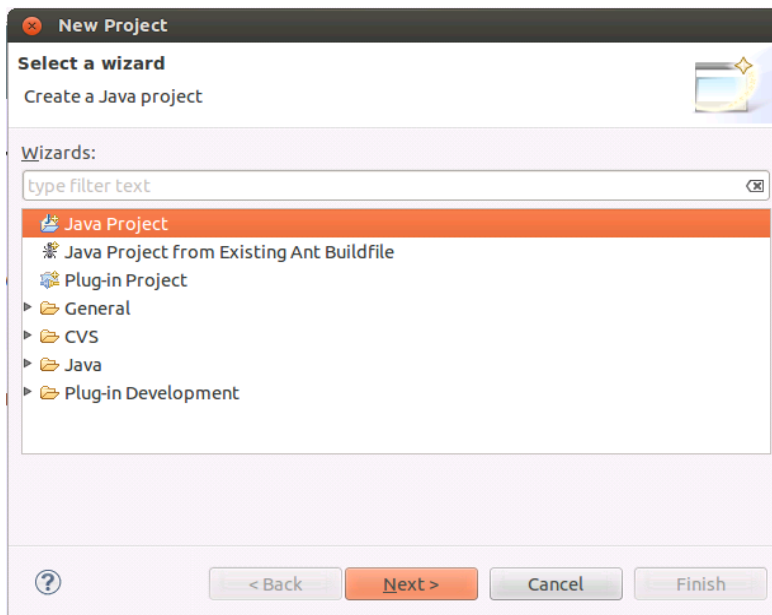 New Project
Select a wizard
Create a Java project
Wizards:
type filter text
Java Project
Java Project from Existing Ant Buildfile
Plug-in Project
General
CVS
Java
Plug-in Development
? < Back Next > Cancel Finish